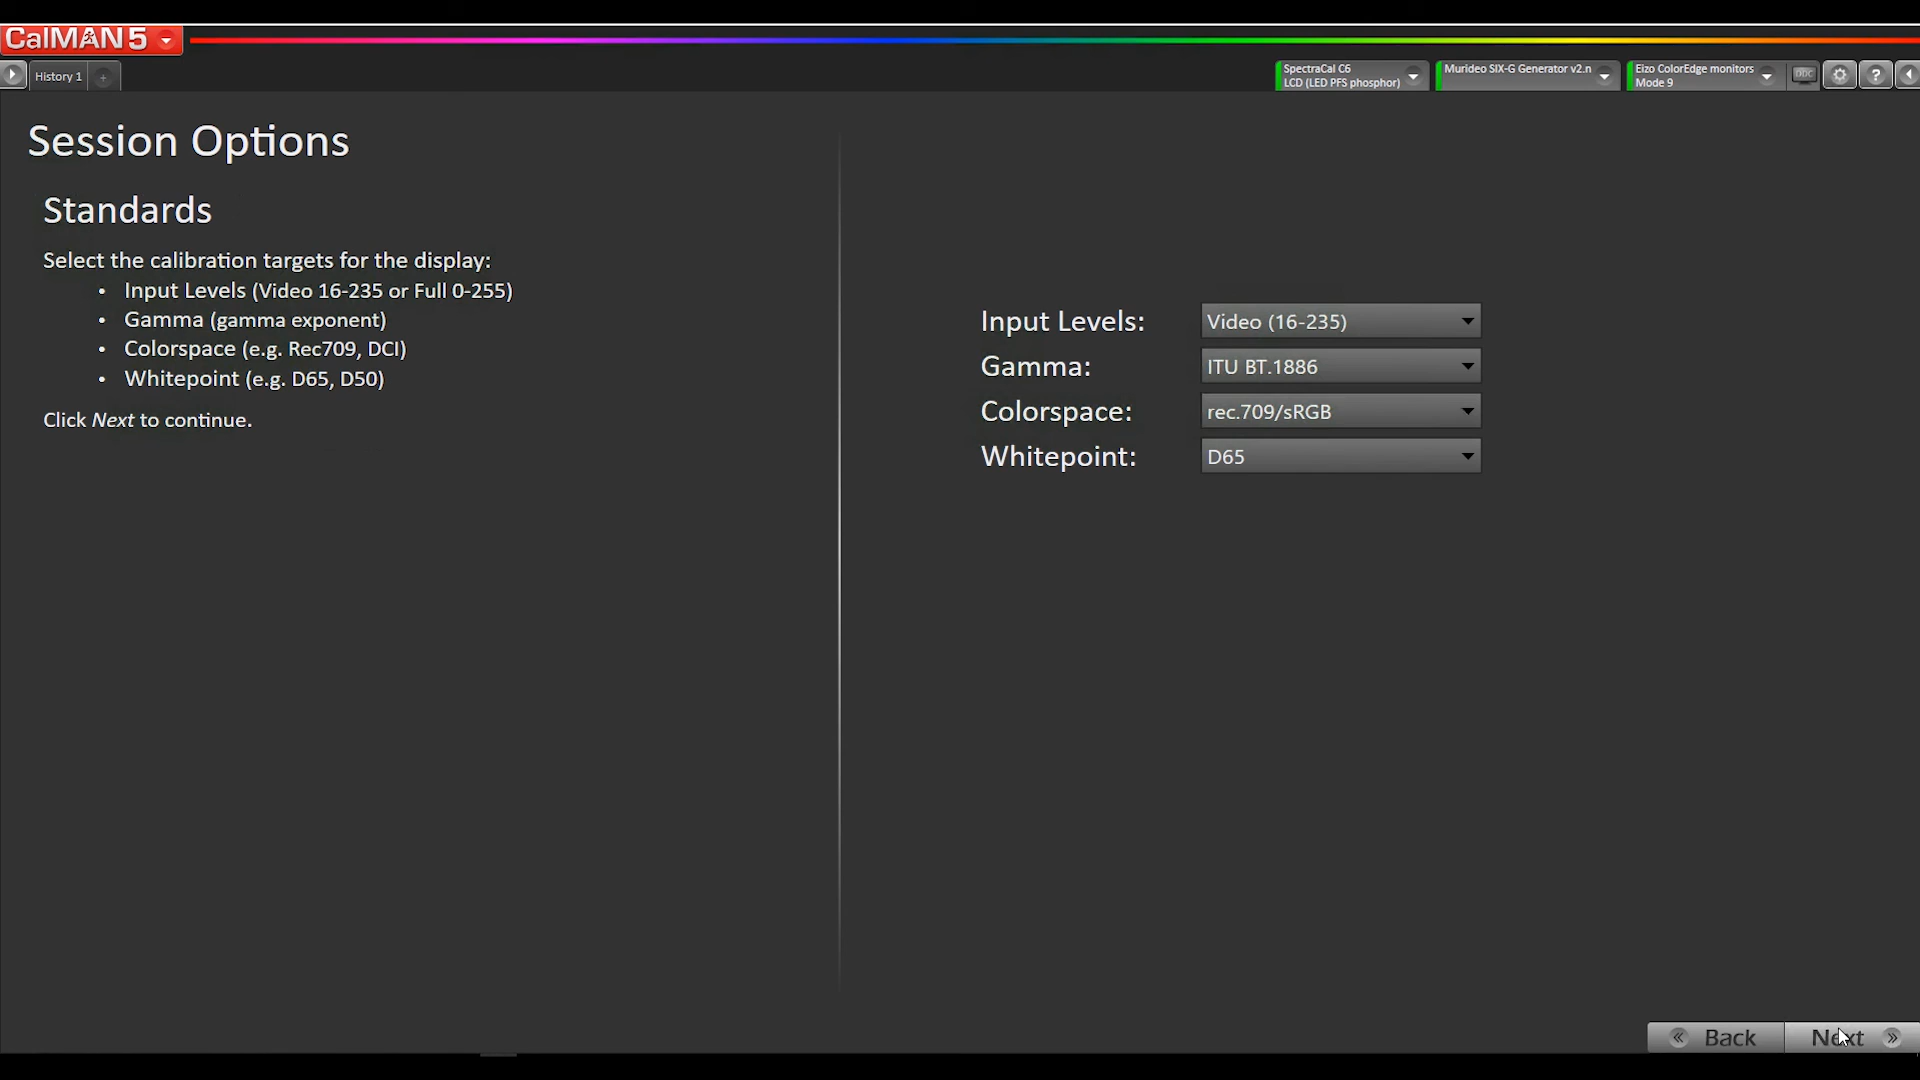 CalMAN 5
History 1
+
SpectraCal C6
LCD (LED PFS phosphor)
Murideo SIX-G Generator v2.n
Eizo ColorEdge monitors
Mode 9
DDC
?
Session Options
Standards
Select the calibration targets for the display:
• Input Levels (Video 16-235 or Full 0-255)
• Gamma (gamma exponent)
• Colorspace (e.g. Rec709, DCI)
• Whitepoint (e.g. D65, D50)
Click Next to continue.
Input Levels: Video (16-235)
Gamma: ITU BT.1886
Colorspace: rec.709/sRGB
Whitepoint: D65
« Back
Next »